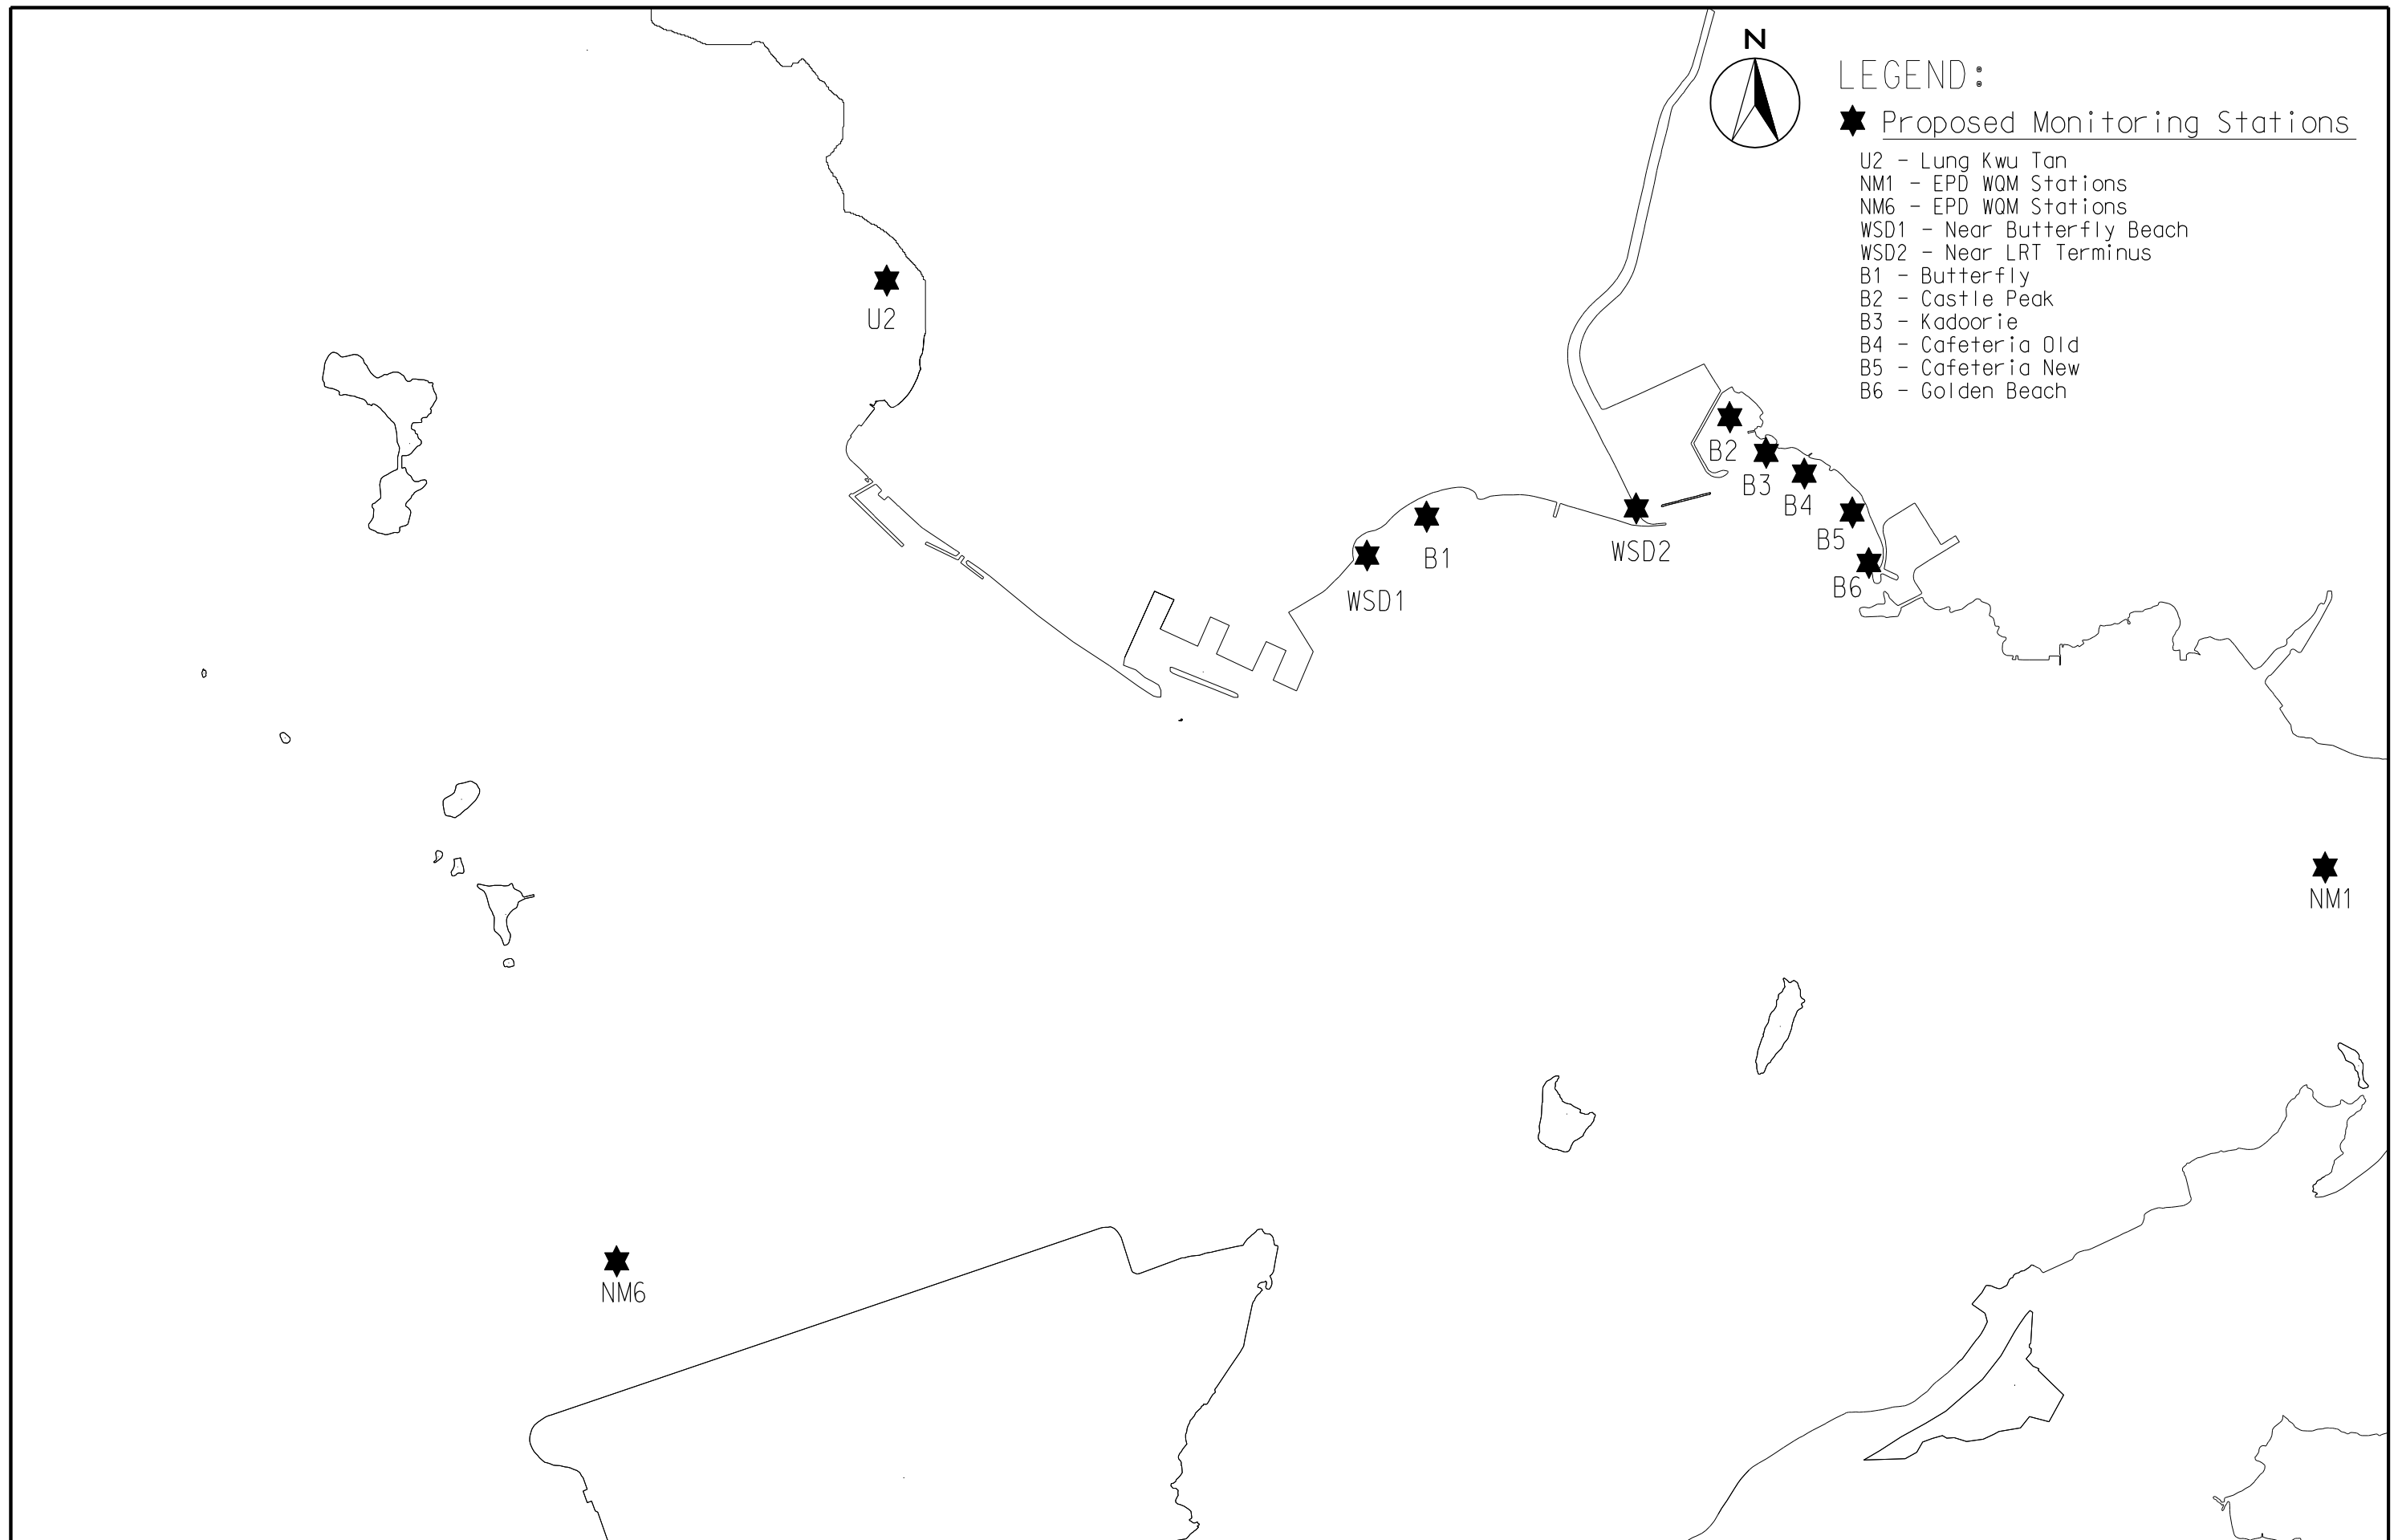 N
LEGEND:
Proposed Monitoring Stations
U2 - Lung Kwu Tan
NM1 - EPD WQM Stations
NM6 - EPD WQM Stations
WSD1 - Near Butterfly Beach
WSD2 - Near LRT Terminus
B1 - Butterfly
B2 - Castle Peak
B3 - Kadoorie
B4 - Cafeteria Old
B5 - Cafeteria New
B6 - Golden Beach
U2
B2
B3
B4
B5
WSD2
B1
B6
WSD1
NM1
NM6